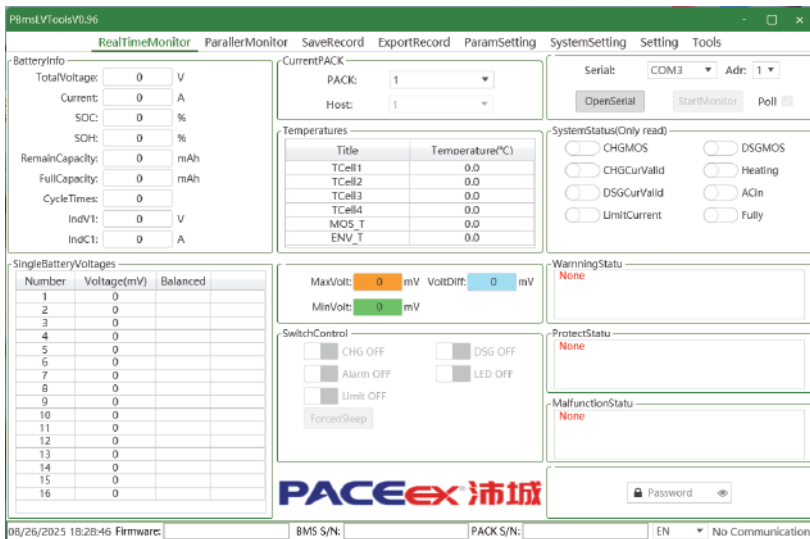 PBmsLVToolsV0.96
RealTimeMonitor ParallerMonitor SaveRecord ExportRecord ParamSetting SystemSetting Setting Tools
BatteryInfo
TotalVoltage: 0 V
Current: 0 A
SOC: 0 %
SOH: 0 %
RemainCapacity: 0 mAh
FullCapacity: 0 mAh
CycleTimes: 0
IndV1: 0 V
IndC1: 0 A
CurrentPACK
PACK: 1
Host: 1
Serial: COM3 Adr: 1
OpenSerial StartMonitor Poll
Temperatures
Title Temperature(℃)
TCell1 0.0
TCell2 0.0
TCell3 0.0
TCell4 0.0
MOS_T 0.0
ENV_T 0.0
SystemStatus(Only read)
CHGMOS DSGMOS
CHGCurValid Heating
DSGCurValid ACin
LimitCurrent Fully
SingleBatteryVoltages
Number Voltage(mV) Balanced
1 0
2 0
3 0
4 0
5 0
6 0
7 0
8 0
9 0
10 0
11 0
12 0
13 0
14 0
15 0
16 0
MaxVolt: 0 mV VoltDiff: 0 mV
MinVolt: 0 mV
SwitchControl
CHG OFF DSG OFF
Alarm OFF LED OFF
Limit OFF
ForcedSleep
WarnningStatu
None
ProtectStatu
None
MalfunctionStatu
None
PACEex 沛城
Password
08/26/2025 18:28:46 Firmware: BMS S/N: PACK S/N: EN No Communication